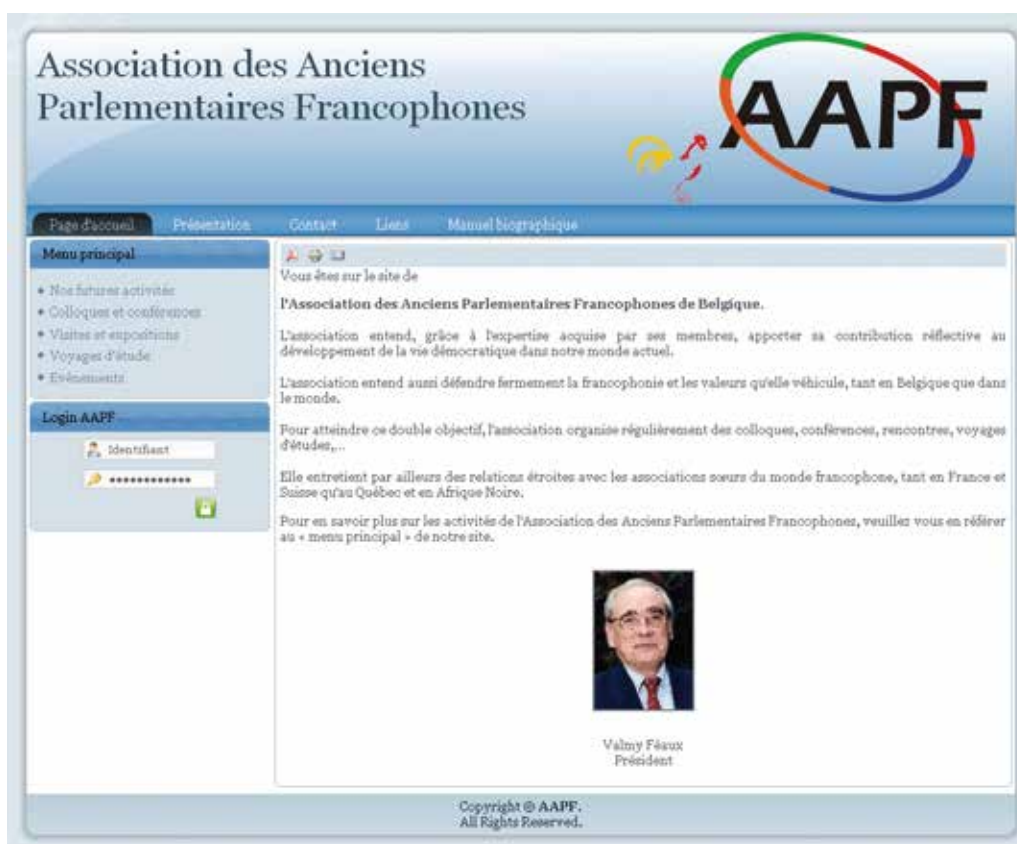 Association des Anciens
Parlementaires Francophones
AAPF
Page d'accueil Présentation Contact Liens Manuel biographique
Menu principal
Nos futures activités
Colloques et conférences
Visites et expositions
Voyages d'étude
Evénements
Login AAPF
Identifiant
••••••••••••
Vous êtes sur le site de
l'Association des Anciens Parlementaires Francophones de Belgique.
L'association entend, grâce à l'expertise acquise par ses membres, apporter sa contribution réflective au
développement de la vie démocratique dans notre monde actuel.
L'association entend aussi défendre fermement la francophonie et les valeurs qu'elle véhicule, tant en Belgique que dans
le monde.
Pour atteindre ce double objectif, l'association organise régulièrement des colloques, conférences, rencontres, voyages
d'études,...
Elle entretient par ailleurs des relations étroites avec les associations sœurs du monde francophone, tant en France et
Suisse qu'au Québec et en Afrique Noire.
Pour en savoir plus sur les activités de l'Association des Anciens Parlementaires Francophones, veuillez vous en référer
au « menu principal » de notre site.
Valmy Féaux
Président
Copyright © AAPF.
All Rights Reserved.